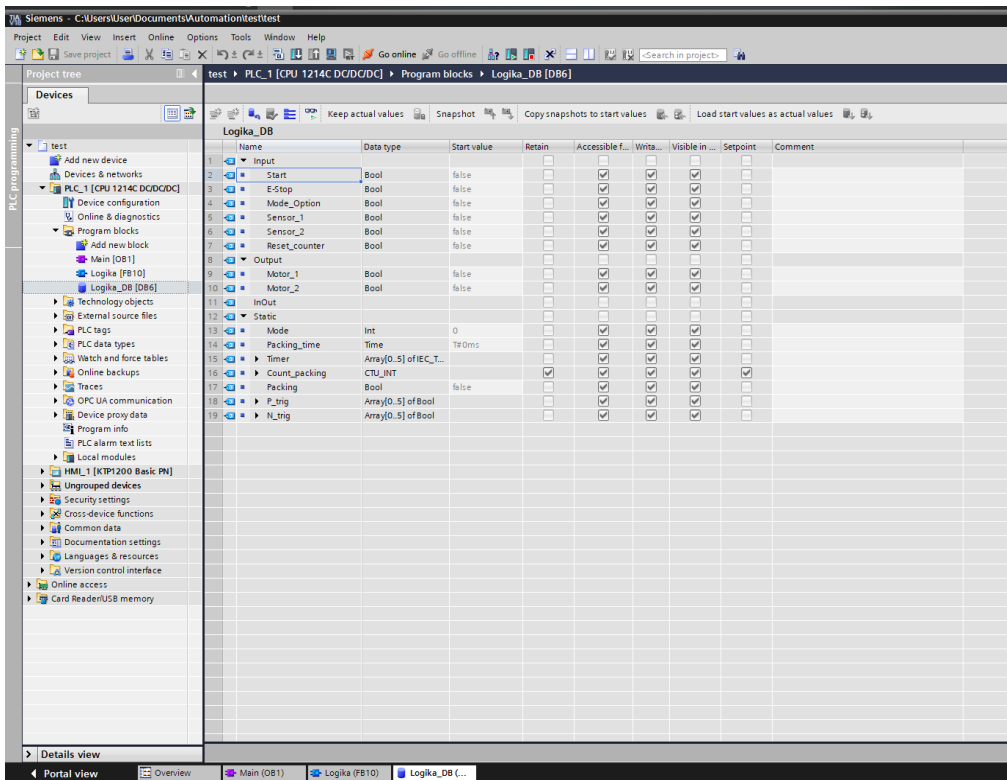 Siemens - C:\Users\User\Documents\Automation\test\test
Project Edit View Insert Online Options Tools Window Help
Save project Go online Go offline <Search in project>
Project tree
test ▸ PLC_1 [CPU 1214C DC/DC/DC] ▸ Program blocks ▸ Logika_DB [DB6]
Devices
Keep actual values Snapshot Copy snapshots to start values Load start values as actual values
PLC programming
test
Add new device
Devices & networks
PLC_1 [CPU 1214C DC/DC/DC]
Device configuration
Online & diagnostics
Program blocks
Add new block
Main [OB1]
Logika [FB10]
Logika_DB [DB6]
Technology objects
External source files
PLC tags
PLC data types
Watch and force tables
Online backups
Traces
OPC UA communication
Device proxy data
Program info
PLC alarm text lists
Local modules
HMI_1 [KTP1200 Basic PN]
Ungrouped devices
Security settings
Cross-device functions
Common data
Documentation settings
Languages & resources
Version control interface
Online access
Card Reader/USB memory
Logika_DB
Name Data type Start value Retain Accessible f... Writa... Visible in ... Setpoint Comment
1 Input
2 Start Bool false
3 E-Stop Bool false
4 Mode_Option Bool false
5 Sensor_1 Bool false
6 Sensor_2 Bool false
7 Reset_counter Bool false
8 Output
9 Motor_1 Bool false
10 Motor_2 Bool false
11 InOut
12 Static
13 Mode Int 0
14 Packing_time Time T#0ms
15 Timer Array[0..5] of IEC_T...
16 Count_packing CTU_INT
17 Packing Bool false
18 P_trig Array[0..5] of Bool
19 N_trig Array[0..5] of Bool
Details view
Portal view Overview Main (OB1) Logika (FB10) Logika_DB (...